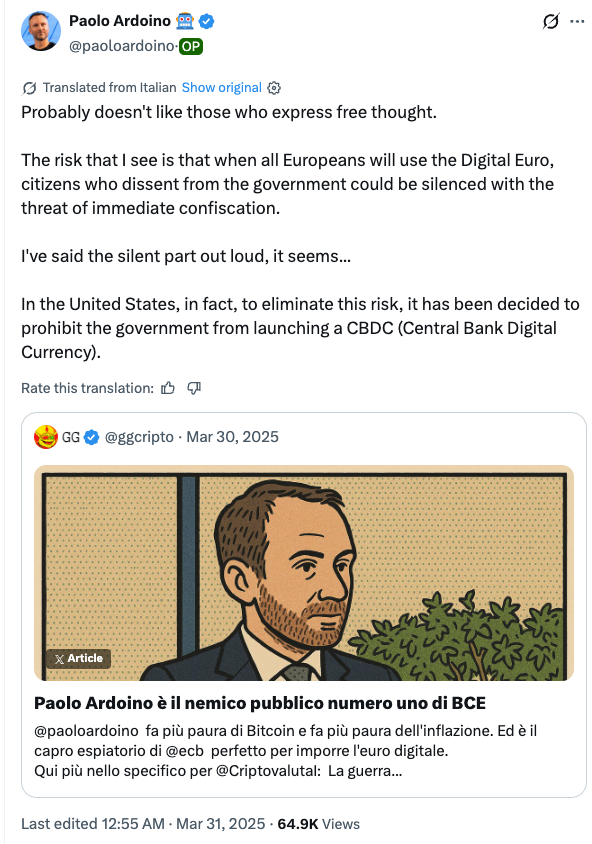 Paolo Ardoino 🤖
@paoloardoino· OP
Translated from Italian Show original
Probably doesn't like those who express free thought.
The risk that I see is that when all Europeans will use the Digital Euro,
citizens who dissent from the government could be silenced with the
threat of immediate confiscation.
I've said the silent part out loud, it seems...
In the United States, in fact, to eliminate this risk, it has been decided to
prohibit the government from launching a CBDC (Central Bank Digital
Currency).
Rate this translation:
GG @ggcripto · Mar 30, 2025
Article
Paolo Ardoino è il nemico pubblico numero uno di BCE
@paoloardoino fa più paura di Bitcoin e fa più paura dell'inflazione. Ed è il
capro espiatorio di @ecb perfetto per imporre l'euro digitale.
Qui più nello specifico per @CriptovalutaI: La guerra...
Last edited 12:55 AM · Mar 31, 2025 · 64.9K Views